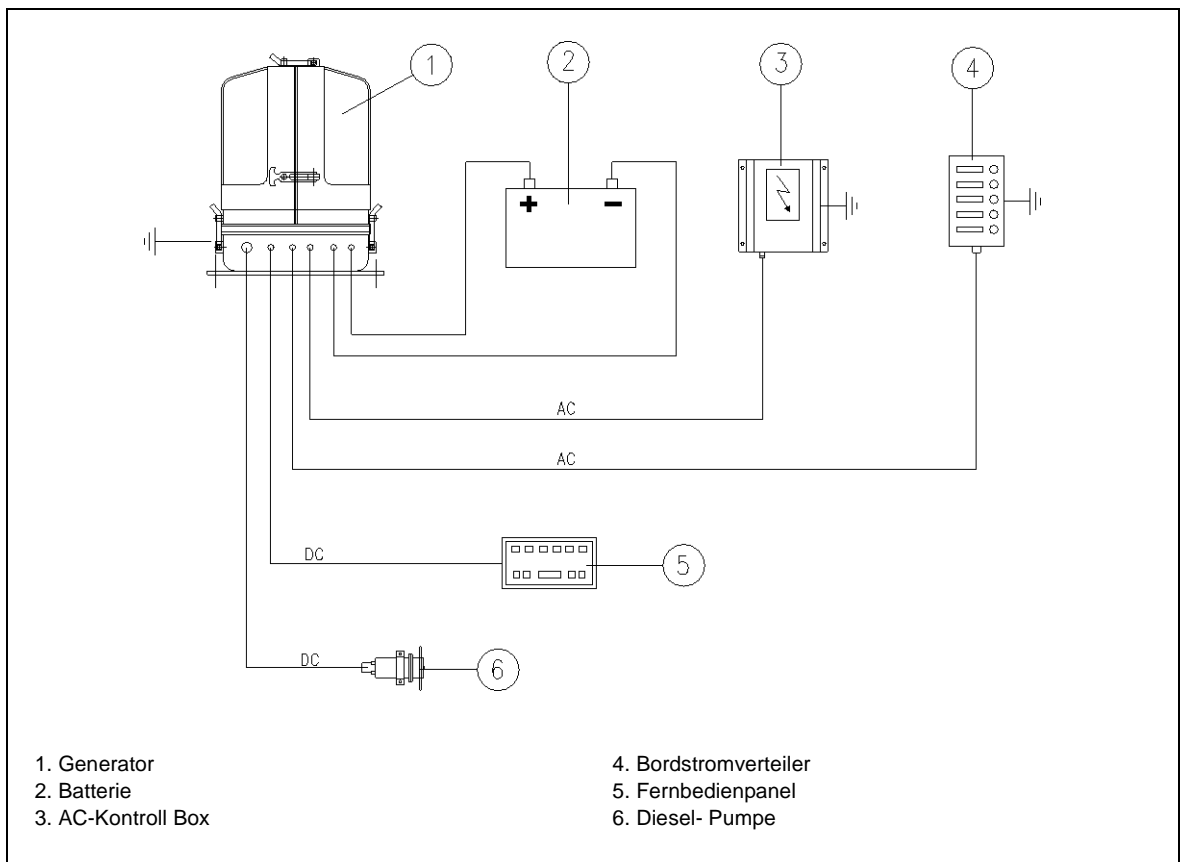 1
2
3
4
+
−
AC
AC
DC
5
DC
6
1. Generator
2. Batterie
3. AC-Kontroll Box
4. Bordstromverteiler
5. Fernbedienpanel
6. Diesel- Pumpe